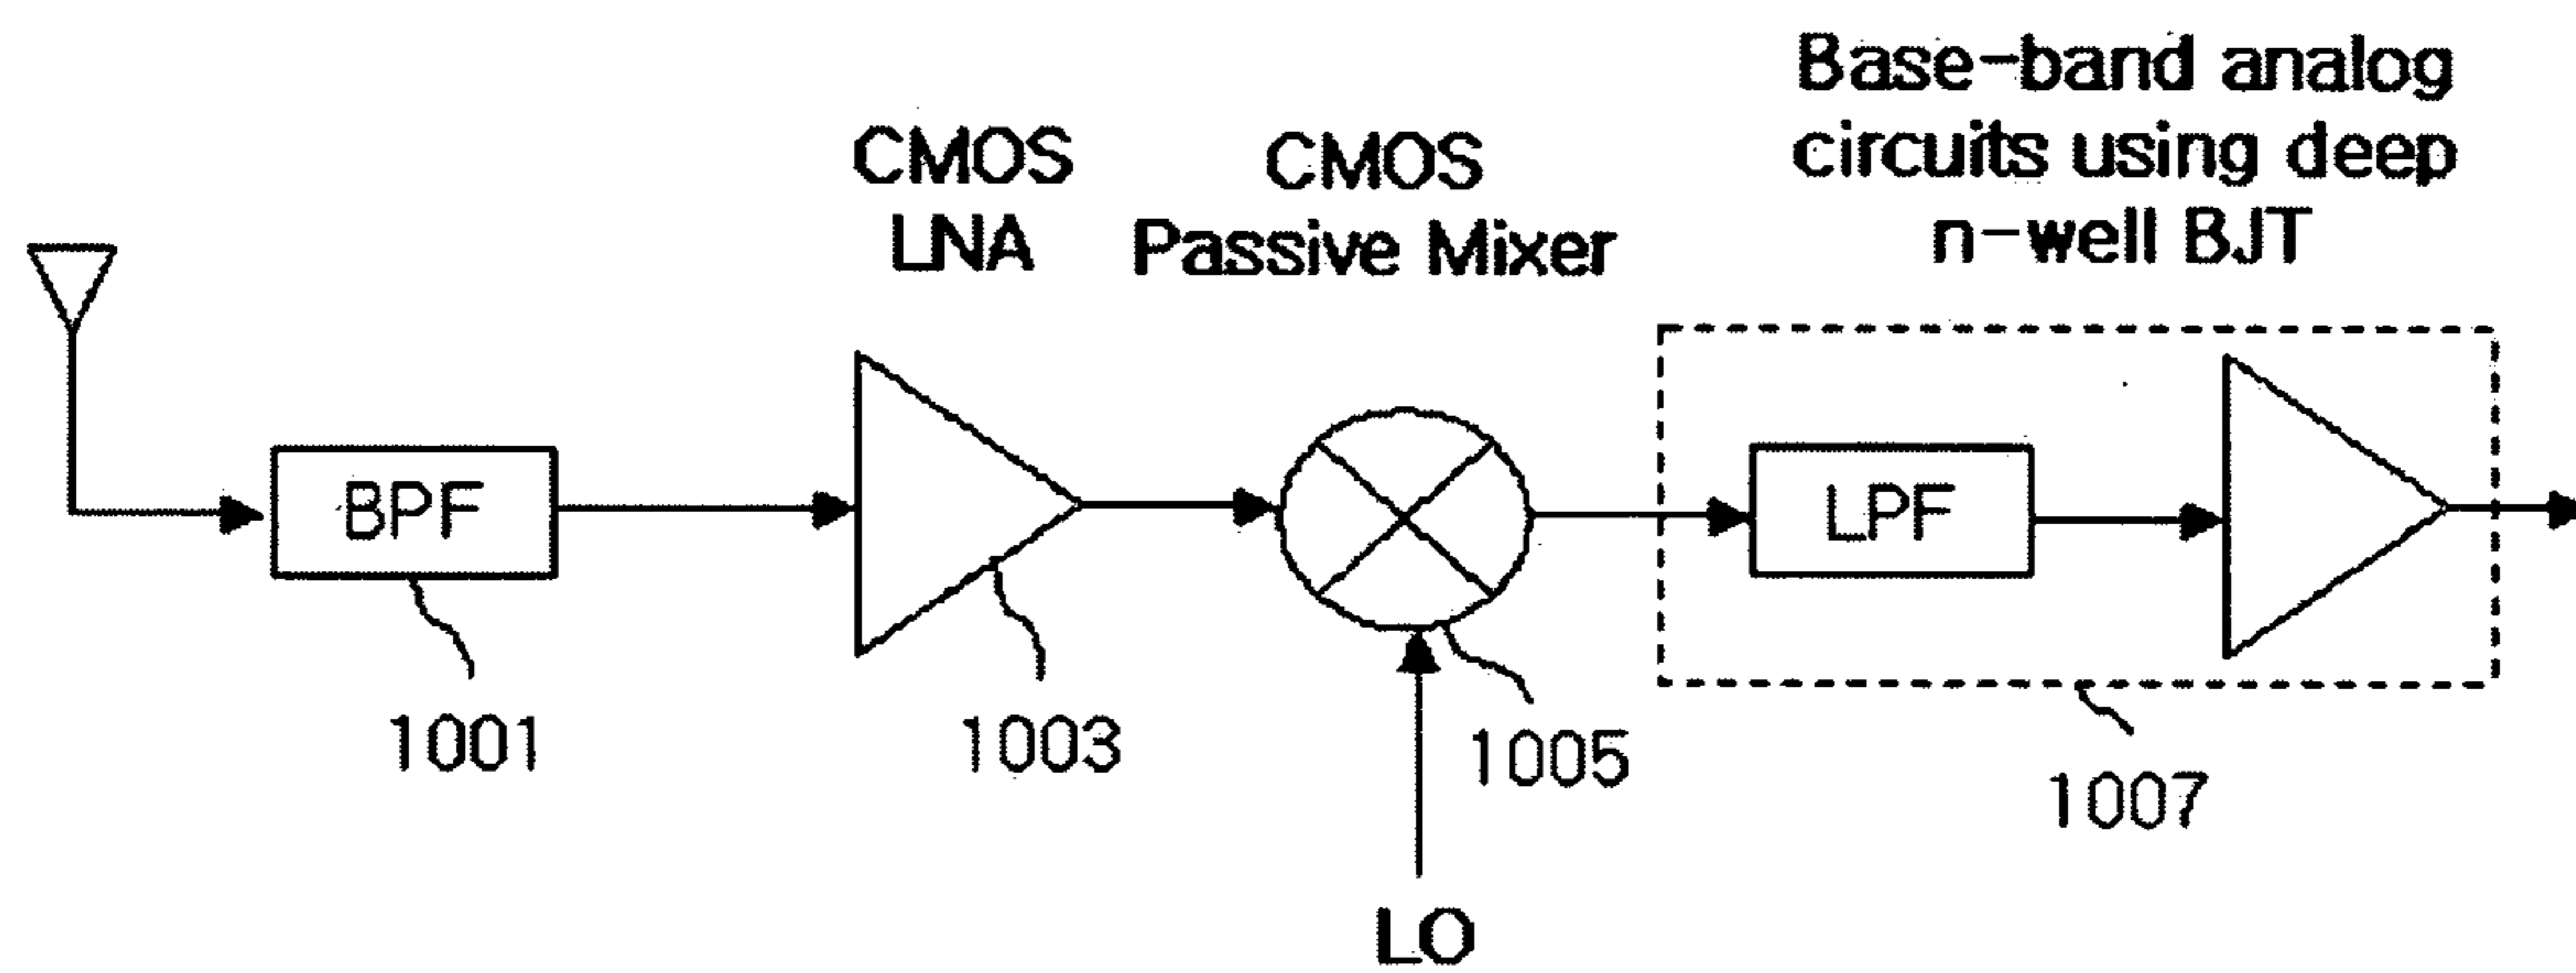 Base-band analog
circuits using deep
n-well BJT
CMOS
LNA
CMOS
Passive Mixer
BPF
LPF
1001
1003
1005
1007
LO